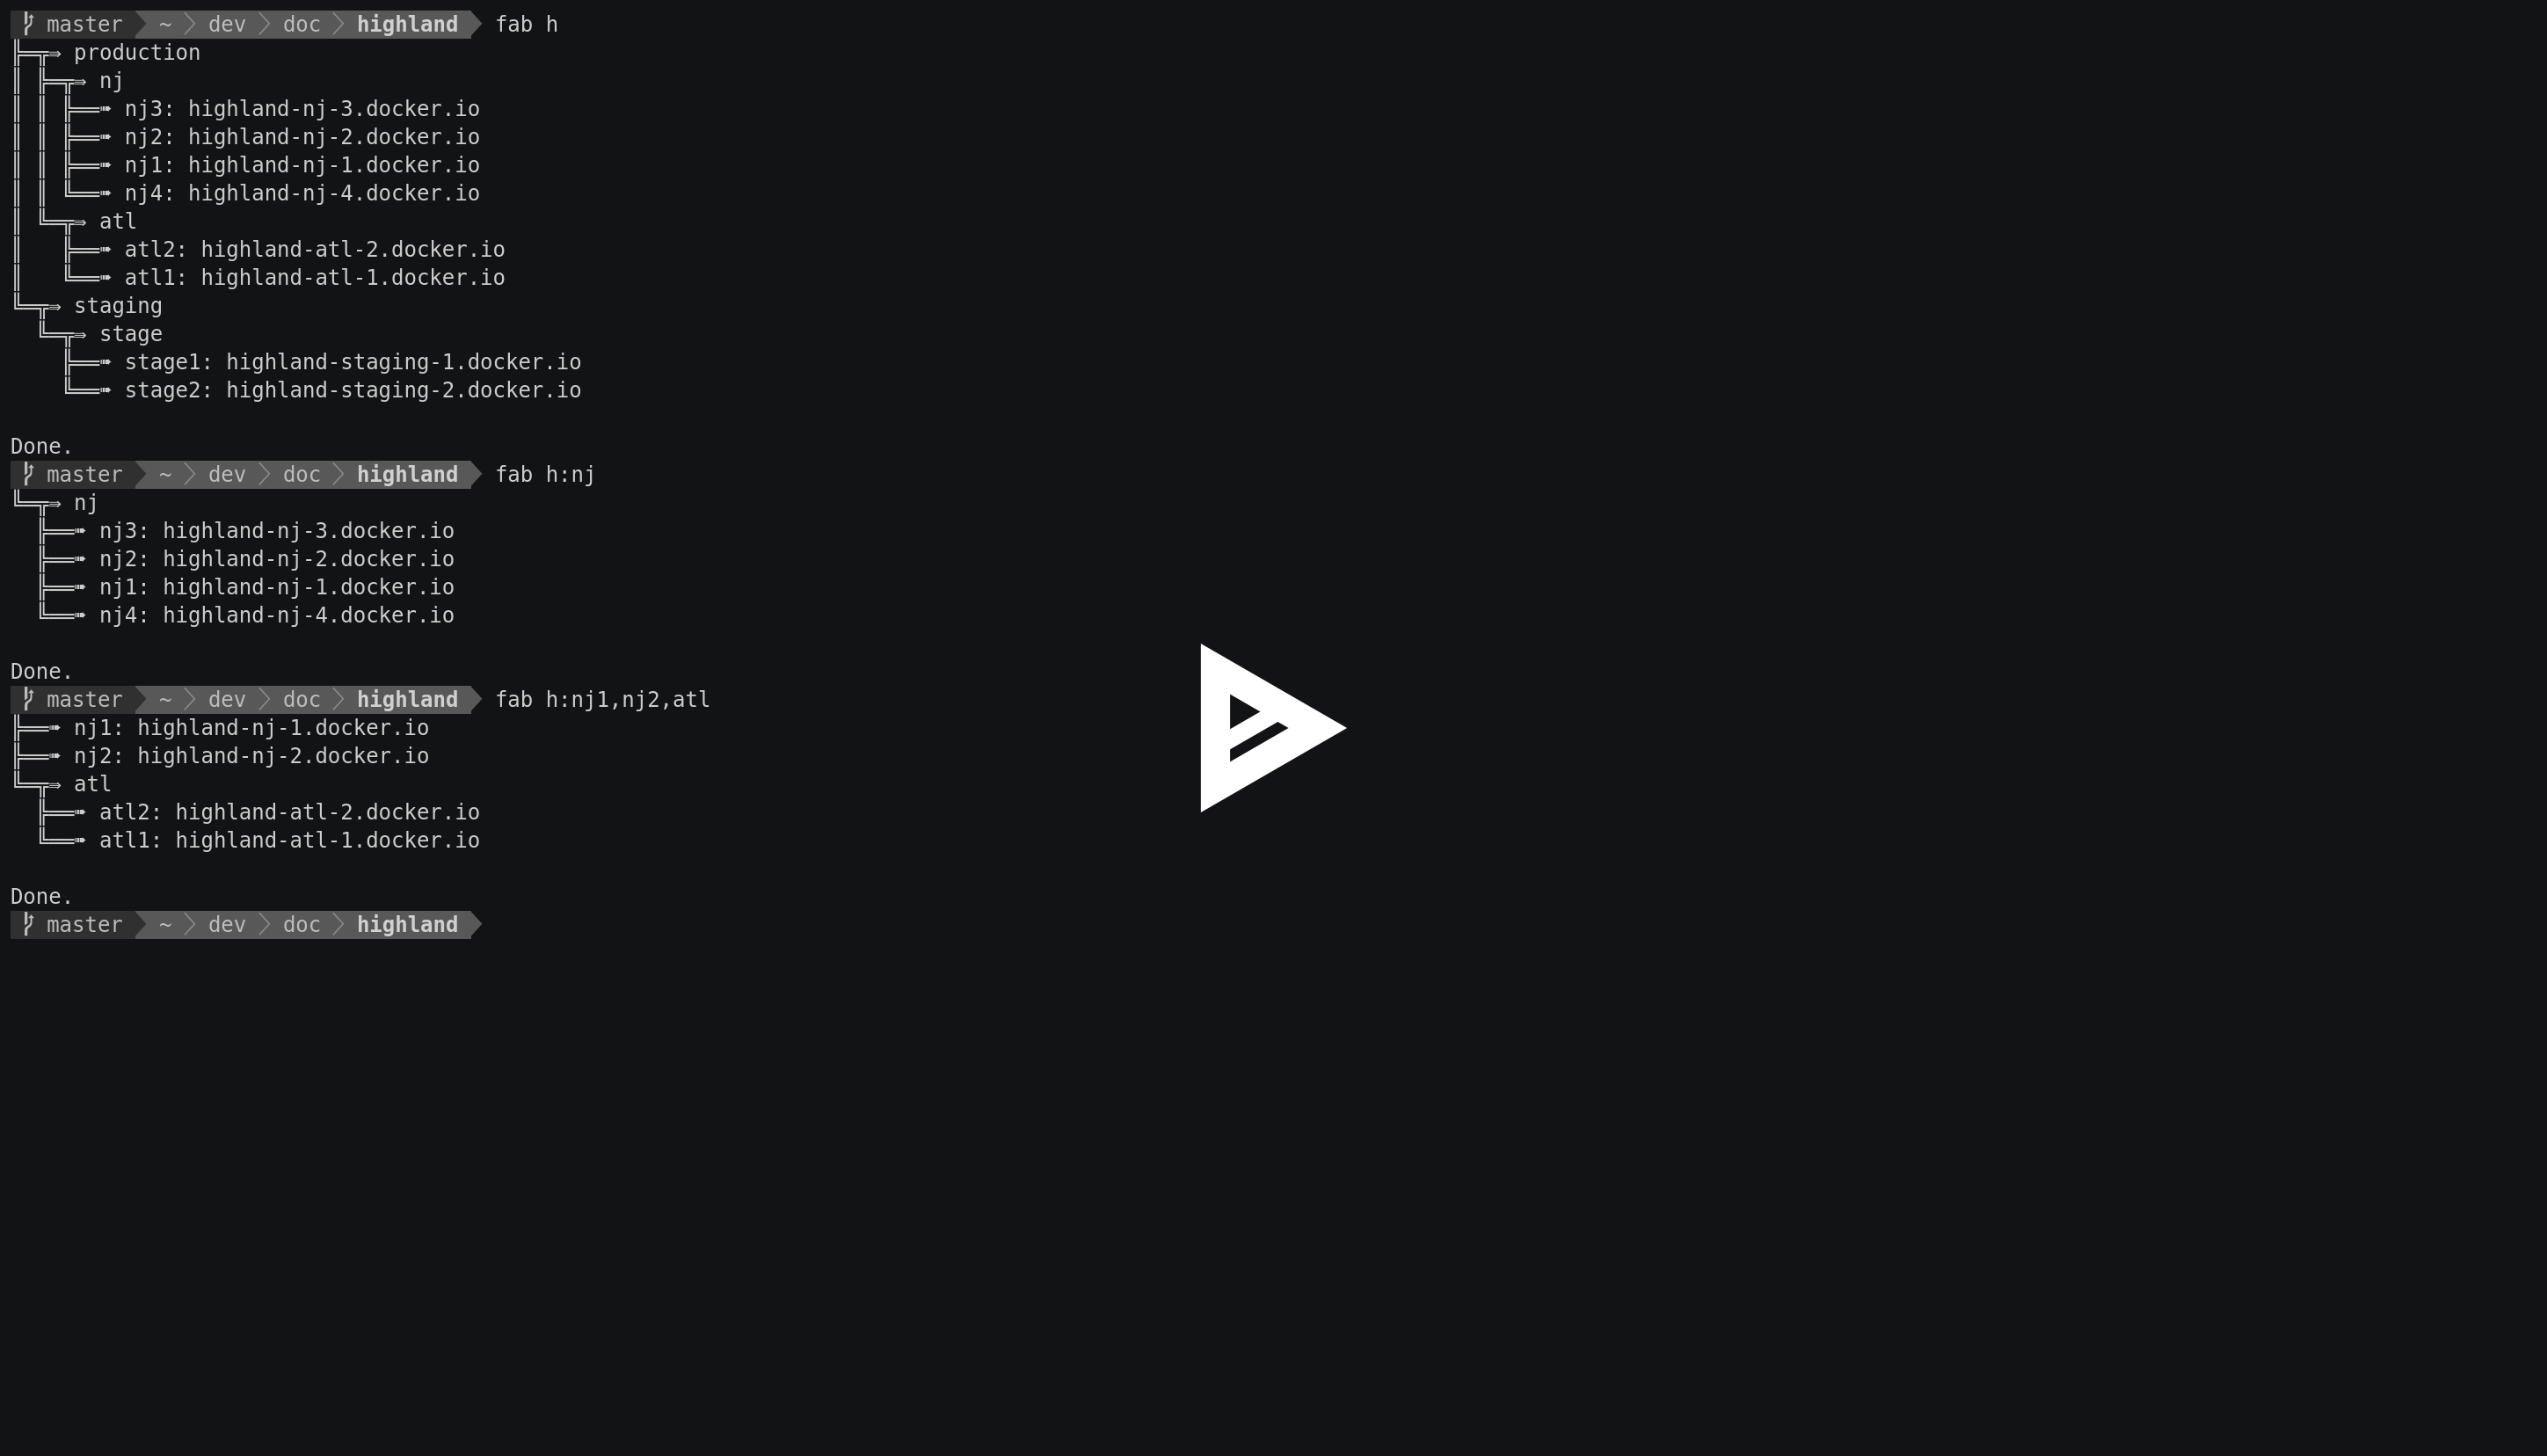 master ~ dev doc highland fab h
╠══╦⇒ production
║ ╠══╦⇒ nj
║ ║ ╠══➠ nj3: highland-nj-3.docker.io
║ ║ ╠══➠ nj2: highland-nj-2.docker.io
║ ║ ╠══➠ nj1: highland-nj-1.docker.io
║ ║ ╚══➠ nj4: highland-nj-4.docker.io
║ ╚══╦⇒ atl
║   ╠══➠ atl2: highland-atl-2.docker.io
║   ╚══➠ atl1: highland-atl-1.docker.io
╚══╦⇒ staging
  ╚══╦⇒ stage
    ╠══➠ stage1: highland-staging-1.docker.io
    ╚══➠ stage2: highland-staging-2.docker.io
Done.
master ~ dev doc highland fab h:nj
╚══╦⇒ nj
  ╠══➠ nj3: highland-nj-3.docker.io
  ╠══➠ nj2: highland-nj-2.docker.io
  ╠══➠ nj1: highland-nj-1.docker.io
  ╚══➠ nj4: highland-nj-4.docker.io
Done.
master ~ dev doc highland fab h:nj1,nj2,atl
╠══➠ nj1: highland-nj-1.docker.io
╠══➠ nj2: highland-nj-2.docker.io
╚══╦⇒ atl
  ╠══➠ atl2: highland-atl-2.docker.io
  ╚══➠ atl1: highland-atl-1.docker.io
Done.
master ~ dev doc highland